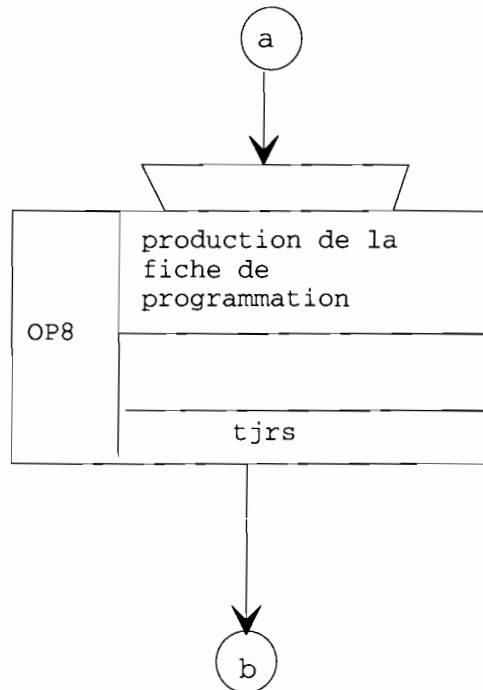 a
production de la
fiche de
programmation
OP8
tjrs
b